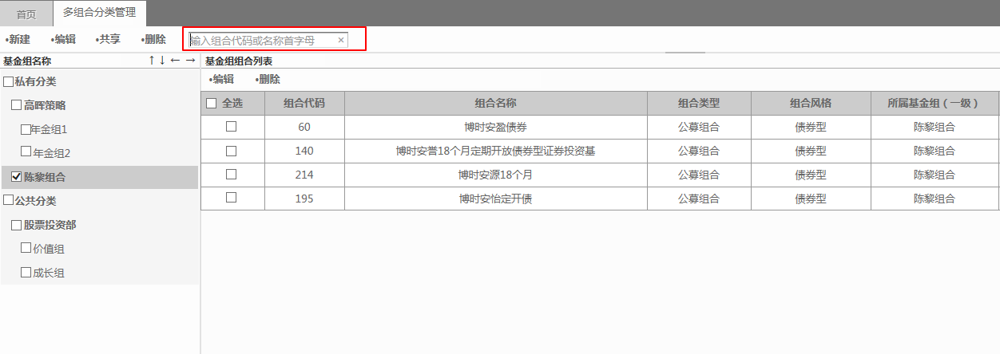 首页 多组合分类管理
•新建 •编辑 •共享 •删除 输入组合代码或名称首字母 ×
基金组名称 ↑ ↓ ← → 基金组组合列表
私有分类
高晖策略
年金组1
年金组2
陈黎组合
公共分类
股票投资部
价值组
成长组
•编辑 •删除
全选 组合代码 组合名称 组合类型 组合风格 所属基金组（一级）
60 博时安盈债券 公募组合 债券型 陈黎组合
140 博时安誉18个月定期开放债券型证券投资基 公募组合 债券型 陈黎组合
214 博时安源18个月 公募组合 债券型 陈黎组合
195 博时安怡定开债 公募组合 债券型 陈黎组合